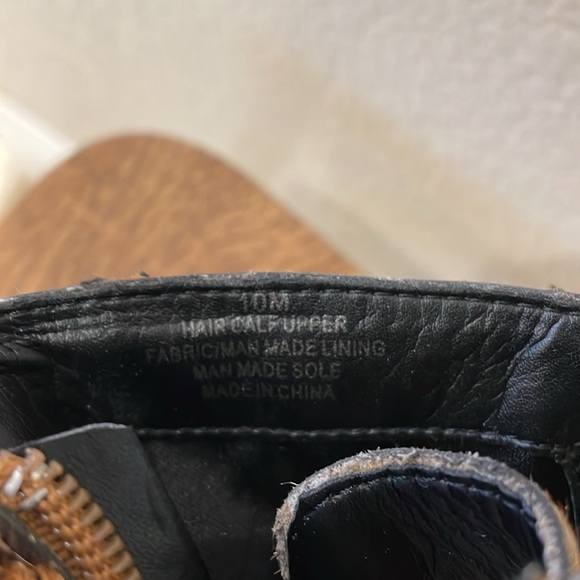 10M
HAIR CALF UPPER
FABRIC/MAN MADE LINING
MAN MADE SOLE
MADE IN CHINA